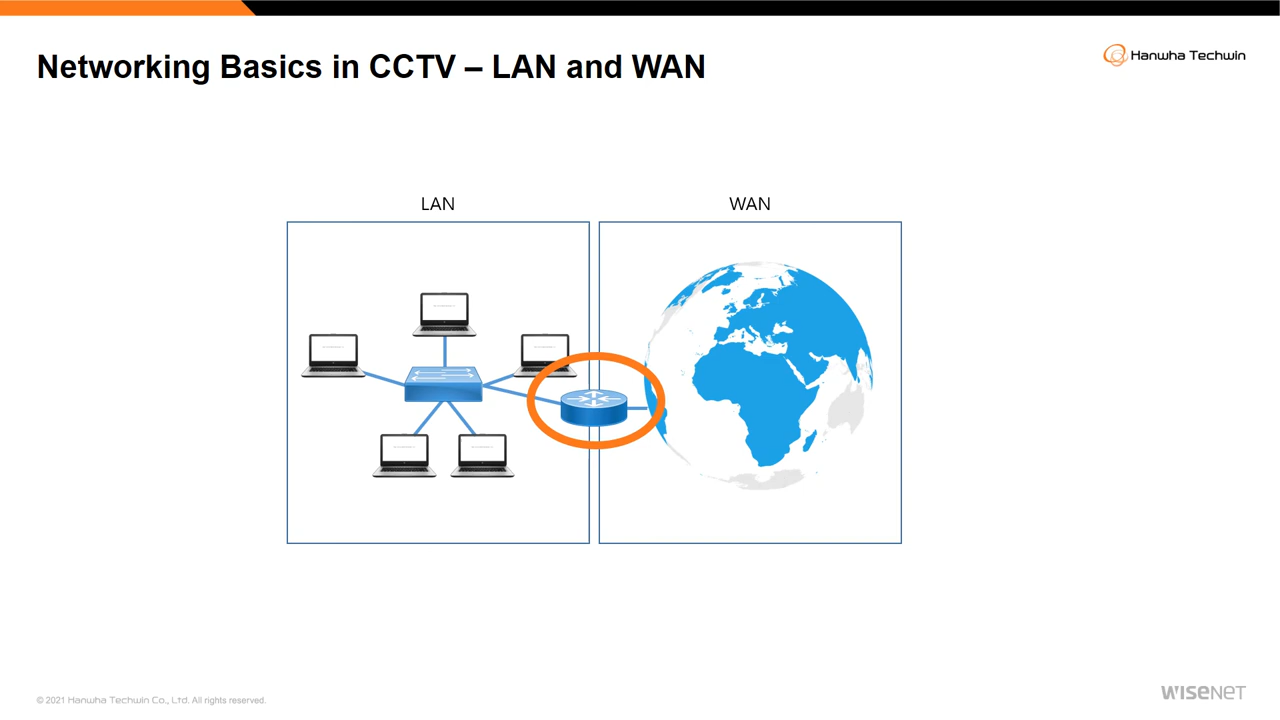 Networking Basics in CCTV – LAN and WAN
Hanwha Techwin
LAN
WAN
© 2021 Hanwha Techwin Co., Ltd. All rights reserved.
WISENET